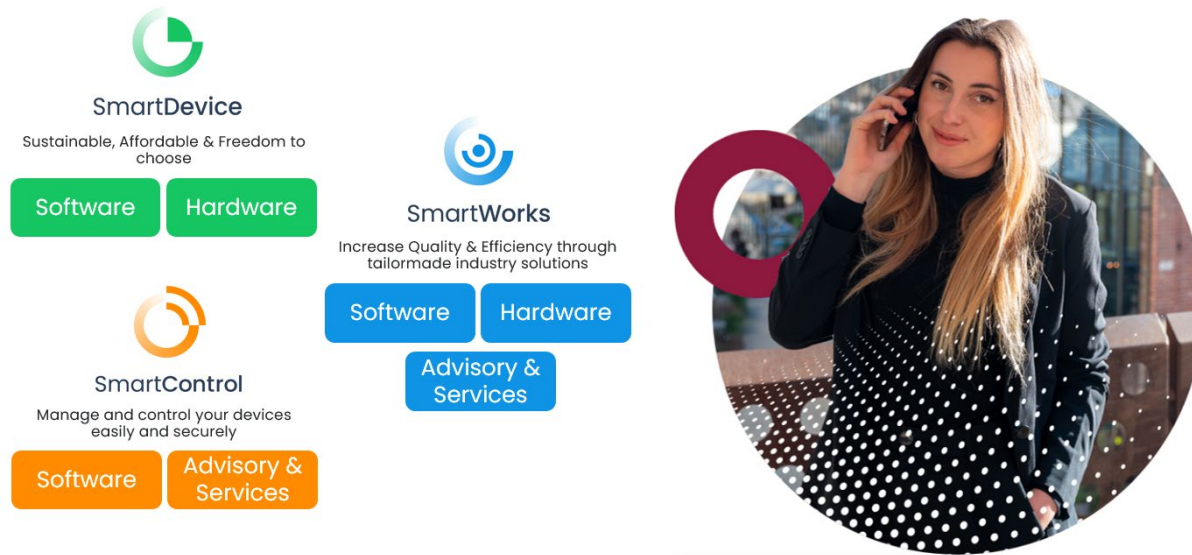 SmartDevice
Sustainable, Affordable & Freedom to
choose
Software
Hardware
SmartControl
Manage and control your devices
easily and securely
Software
Advisory &
Services
SmartWorks
Increase Quality & Efficiency through
tailormade industry solutions
Software
Hardware
Advisory &
Services